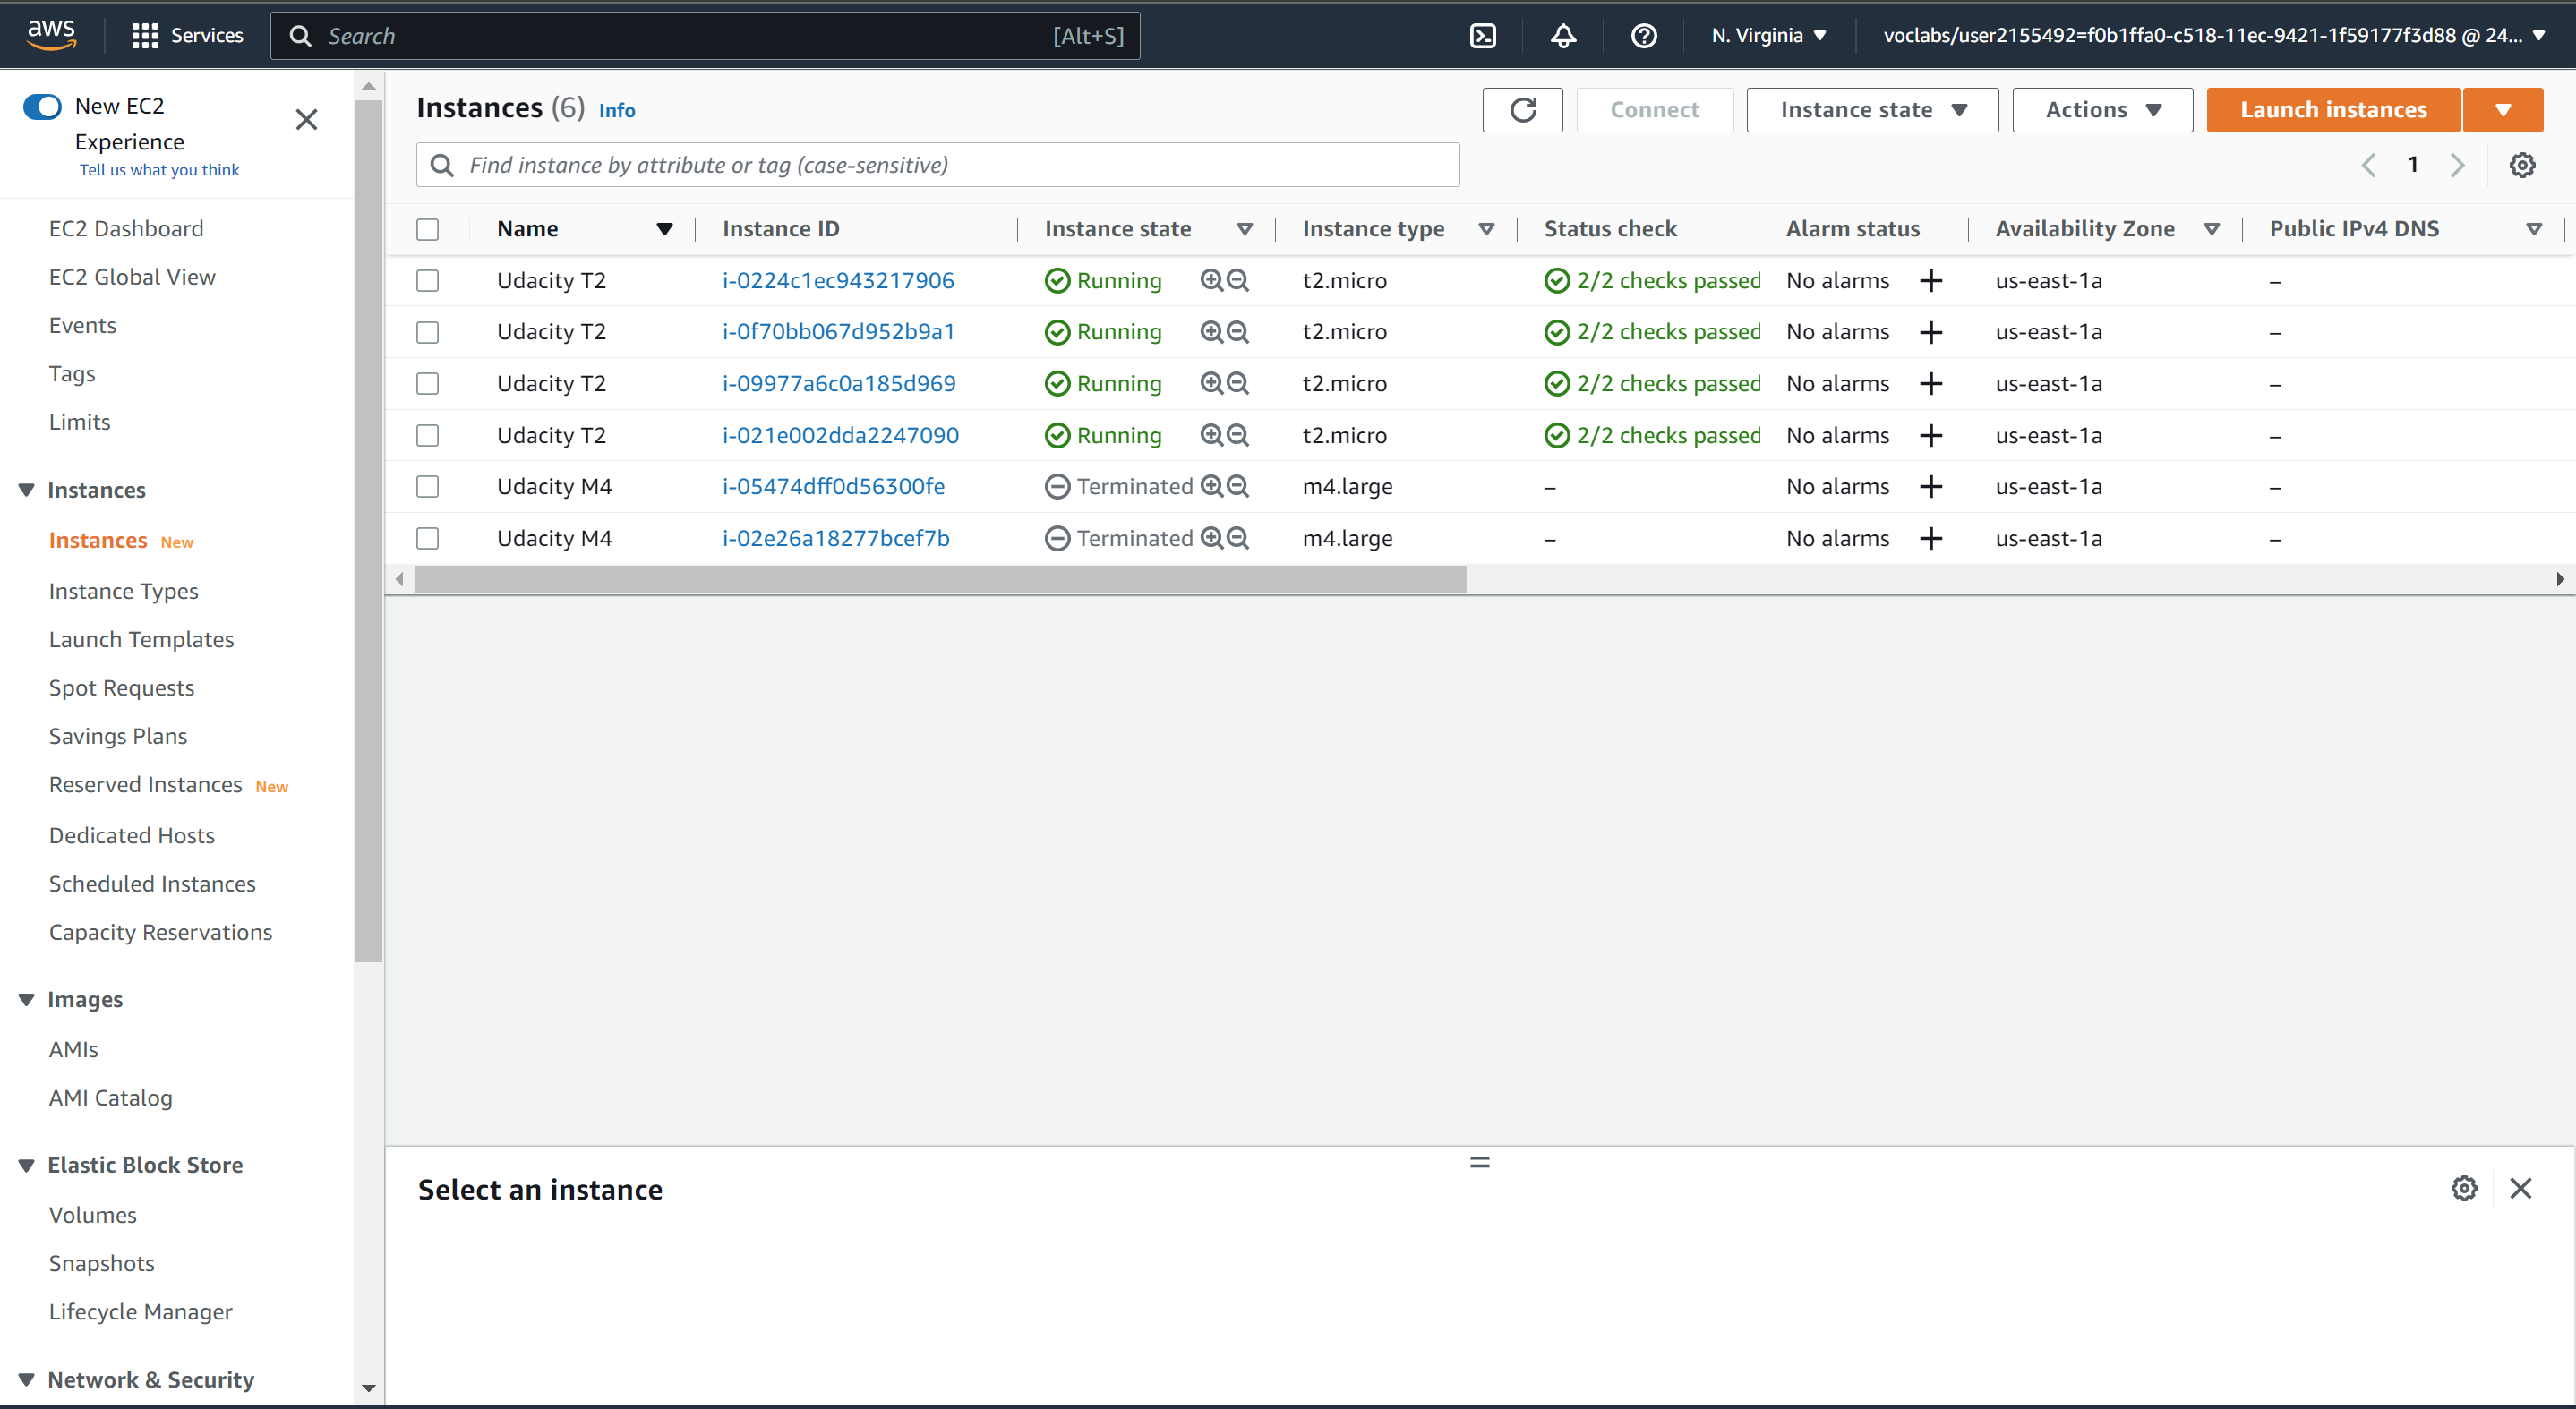 aws Services Search [Alt+S] N. Virginia voclabs/user2155492=f0b1ffa0-c518-11ec-9421-1f59177f3d88 @ 24...
New EC2
Experience
Tell us what you think
EC2 Dashboard
EC2 Global View
Events
Tags
Limits
Instances
Instances New
Instance Types
Launch Templates
Spot Requests
Savings Plans
Reserved Instances New
Dedicated Hosts
Scheduled Instances
Capacity Reservations
Images
AMIs
AMI Catalog
Elastic Block Store
Volumes
Snapshots
Lifecycle Manager
Network & Security
Instances (6) Info Connect Instance state Actions Launch instances
Find instance by attribute or tag (case-sensitive) 1
Name Instance ID Instance state Instance type Status check Alarm status Availability Zone Public IPv4 DNS
Udacity T2 i-0224c1ec943217906 Running t2.micro 2/2 checks passed No alarms + us-east-1a –
Udacity T2 i-0f70bb067d952b9a1 Running t2.micro 2/2 checks passed No alarms + us-east-1a –
Udacity T2 i-09977a6c0a185d969 Running t2.micro 2/2 checks passed No alarms + us-east-1a –
Udacity T2 i-021e002dda2247090 Running t2.micro 2/2 checks passed No alarms + us-east-1a –
Udacity M4 i-05474dff0d56300fe Terminated m4.large – No alarms + us-east-1a –
Udacity M4 i-02e26a18277bcef7b Terminated m4.large – No alarms + us-east-1a –
Select an instance